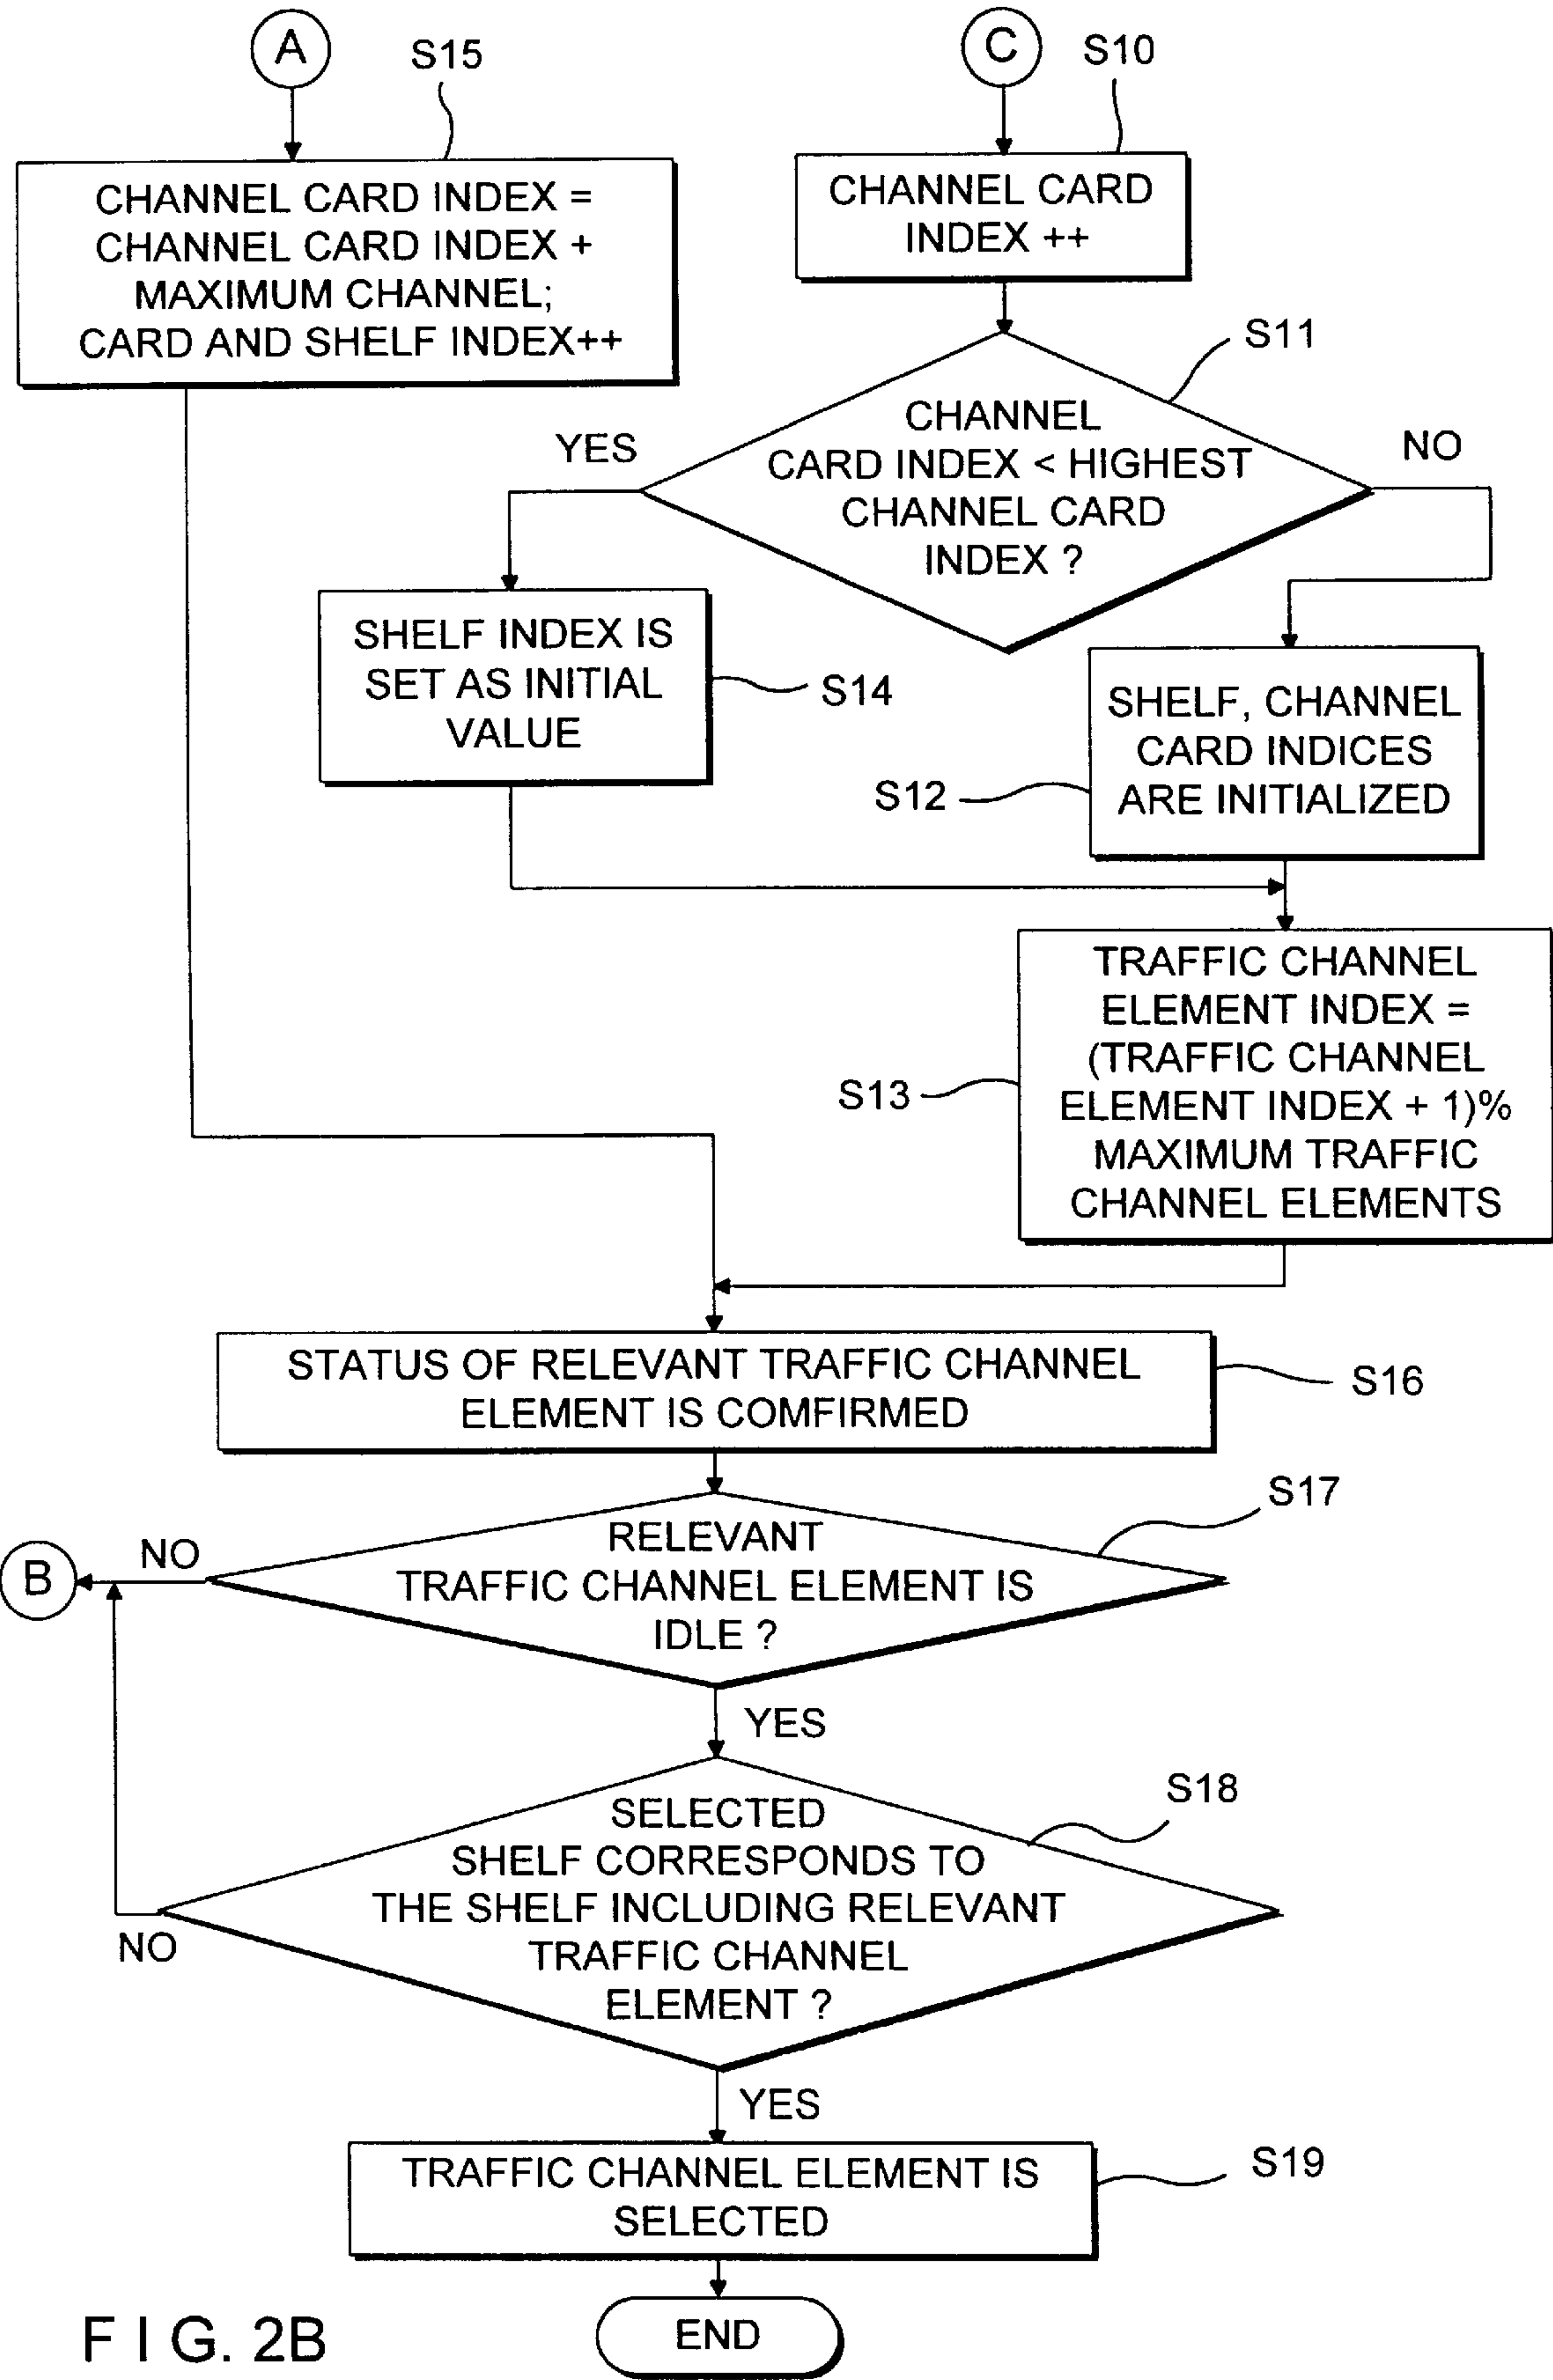 A
S15
CHANNEL CARD INDEX =
CHANNEL CARD INDEX +
MAXIMUM CHANNEL;
CARD AND SHELF INDEX++
C
S10
CHANNEL CARD
INDEX ++
S11
CHANNEL
CARD INDEX < HIGHEST
CHANNEL CARD
INDEX ?
YES
NO
SHELF INDEX IS
SET AS INITIAL
VALUE
S14
SHELF, CHANNEL
CARD INDICES
ARE INITIALIZED
S12
TRAFFIC CHANNEL
ELEMENT INDEX =
(TRAFFIC CHANNEL
ELEMENT INDEX + 1)%
MAXIMUM TRAFFIC
CHANNEL ELEMENTS
S13
STATUS OF RELEVANT TRAFFIC CHANNEL
ELEMENT IS COMFIRMED
S16
S17
RELEVANT
TRAFFIC CHANNEL ELEMENT IS
IDLE ?
NO
B
YES
S18
SELECTED
SHELF CORRESPONDS TO
THE SHELF INCLUDING RELEVANT
TRAFFIC CHANNEL
ELEMENT ?
NO
YES
TRAFFIC CHANNEL ELEMENT IS
SELECTED
S19
END
FIG. 2B